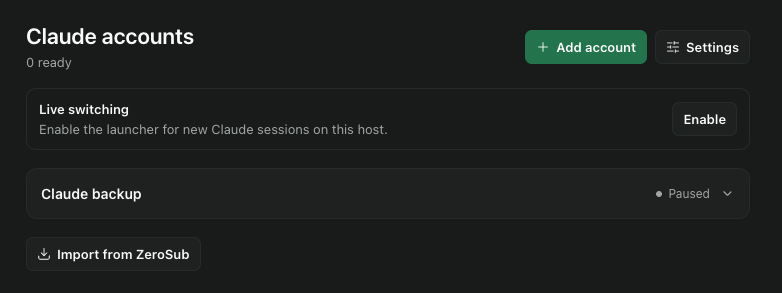 Claude accounts
0 ready
Add account
Settings
Live switching
Enable the launcher for new Claude sessions on this host.
Enable
Claude backup
Paused
Import from ZeroSub